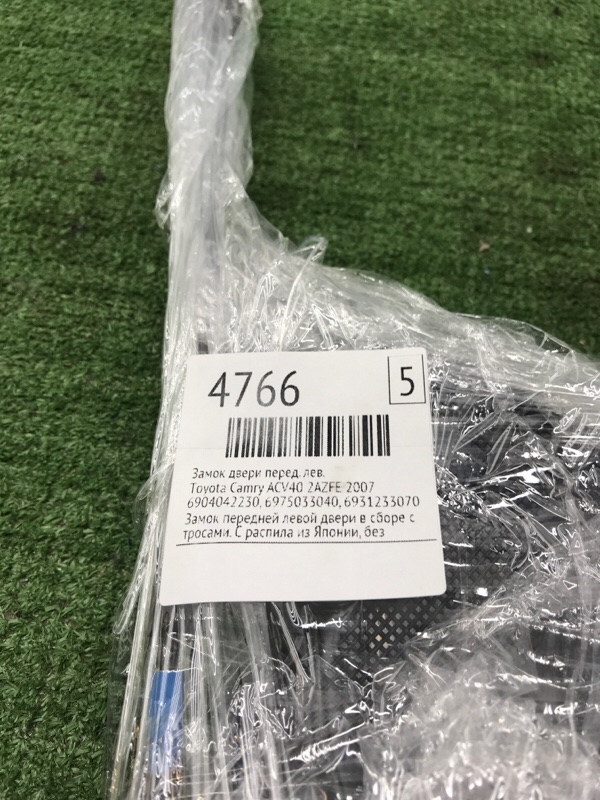 4766
5
Замок двери перед. лев.
Toyota Camry ACV40 2AZFE 2007
6904042230, 6975033040, 6931233070
Замок передней левой двери в сборе с
тросами. С распила из Японии, без